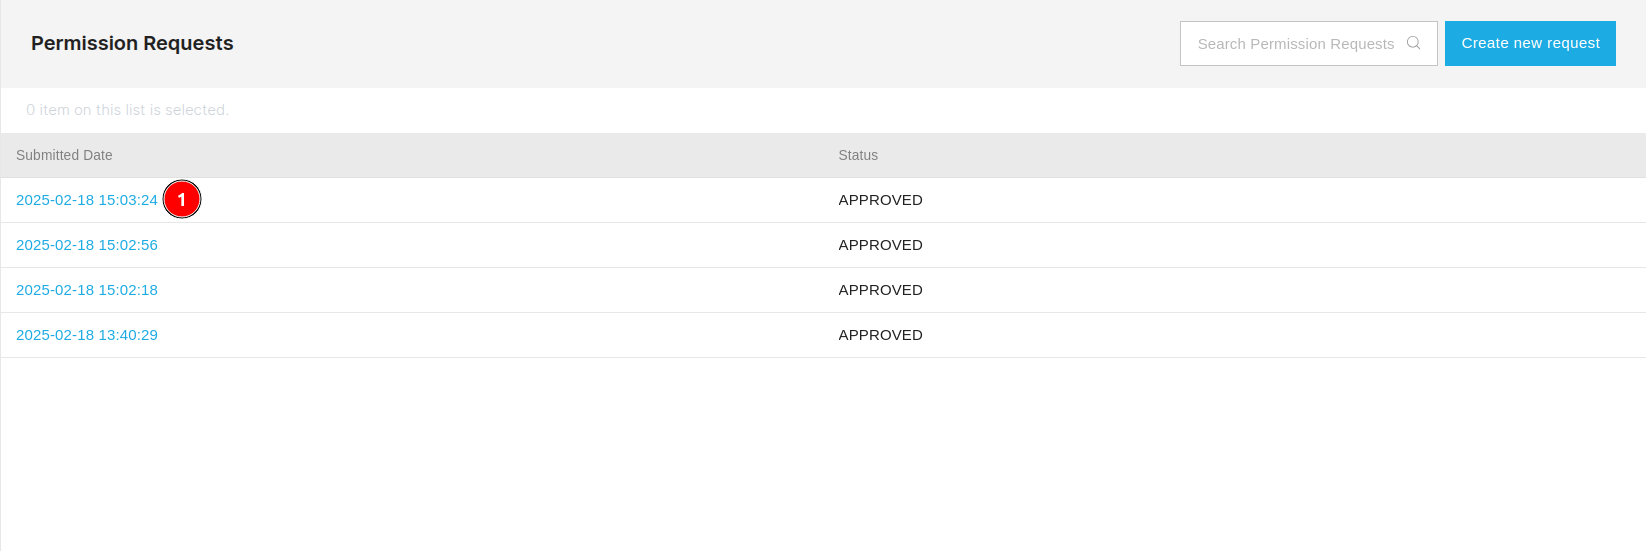 Permission Requests
Search Permission Requests
Create new request
0 item on this list is selected.
Submitted Date Status
2025-02-18 15:03:24 1 APPROVED
2025-02-18 15:02:56 APPROVED
2025-02-18 15:02:18 APPROVED
2025-02-18 13:40:29 APPROVED